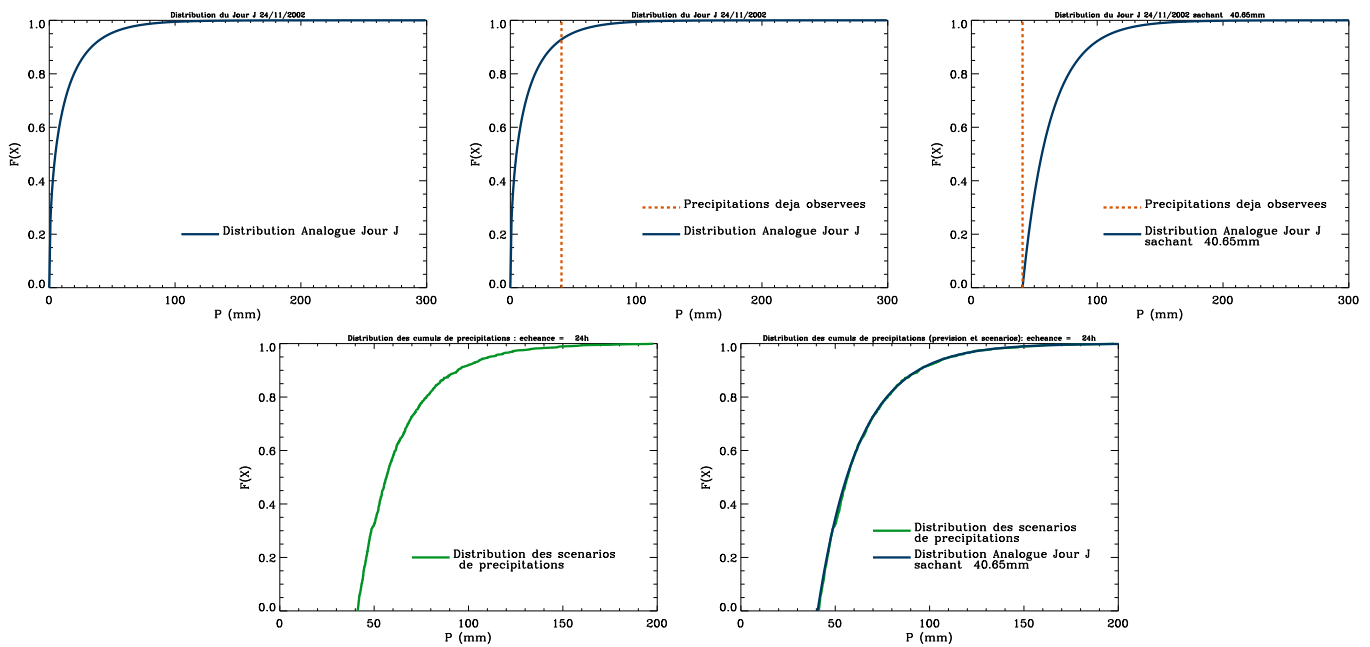 Distribution du Jour J 24/11/2002
1.0
0.8
0.6
0.4
0.2
0.0
F(X)
Distribution Analogue Jour J
0 100 200 300
P (mm)
Distribution du Jour J 24/11/2002
1.0
0.8
0.6
0.4
0.2
0.0
F(X)
Precipitations deja observees
Distribution Analogue Jour J
0 100 200 300
P (mm)
Distribution du Jour J 24/11/2002 sachant 40.65mm
1.0
0.8
0.6
0.4
0.2
0.0
F(X)
Precipitations deja observees
Distribution Analogue Jour J
sachant 40.65mm
0 100 200 300
P (mm)
Distribution des cumuls de precipitations : echeance = 24h
1.0
0.8
0.6
0.4
0.2
0.0
F(X)
Distribution des scenarios
de precipitations
0 50 100 150 200
P (mm)
Distribution des cumuls de precipitations (prevision et scenarios): echeance = 24h
1.0
0.8
0.6
0.4
0.2
0.0
F(X)
Distribution des scenarios
de precipitations
Distribution Analogue Jour J
sachant 40.65mm
0 50 100 150 200
P (mm)